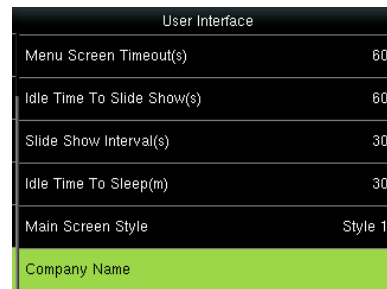 User Interface
Menu Screen Timeout(s) 60
Idle Time To Slide Show(s) 60
Slide Show Interval(s) 30
Idle Time To Sleep(m) 30
Main Screen Style Style 1
Company Name